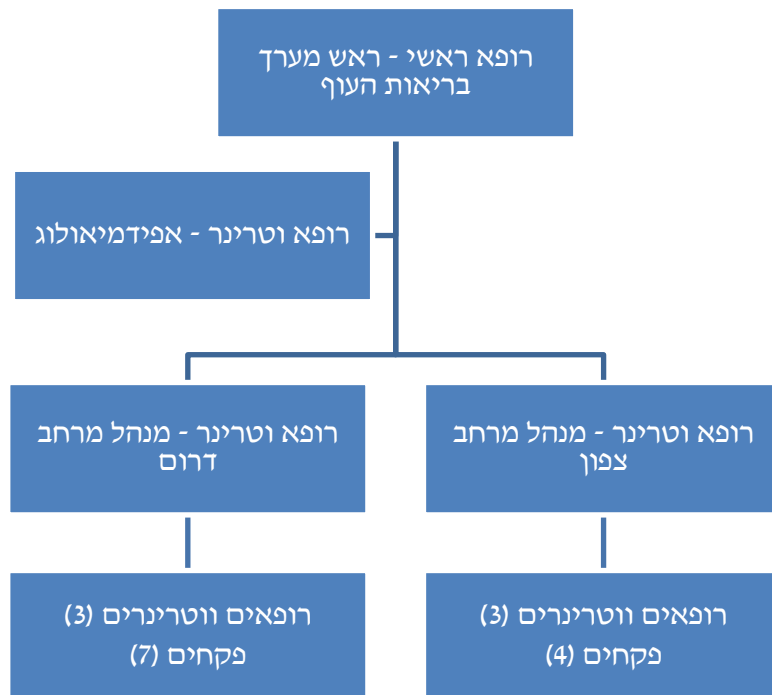 רופא ראשי - ראש מערך
בריאות העוף
רופא וטרינר - אפידמיאולוג
רופא וטרינר - מנהל מרחב
צפון
רופא וטרינר - מנהל מרחב
דרום
רופאים ווטרינרים (3)
פקחים (4)
רופאים ווטרינרים (3)
פקחים (7)